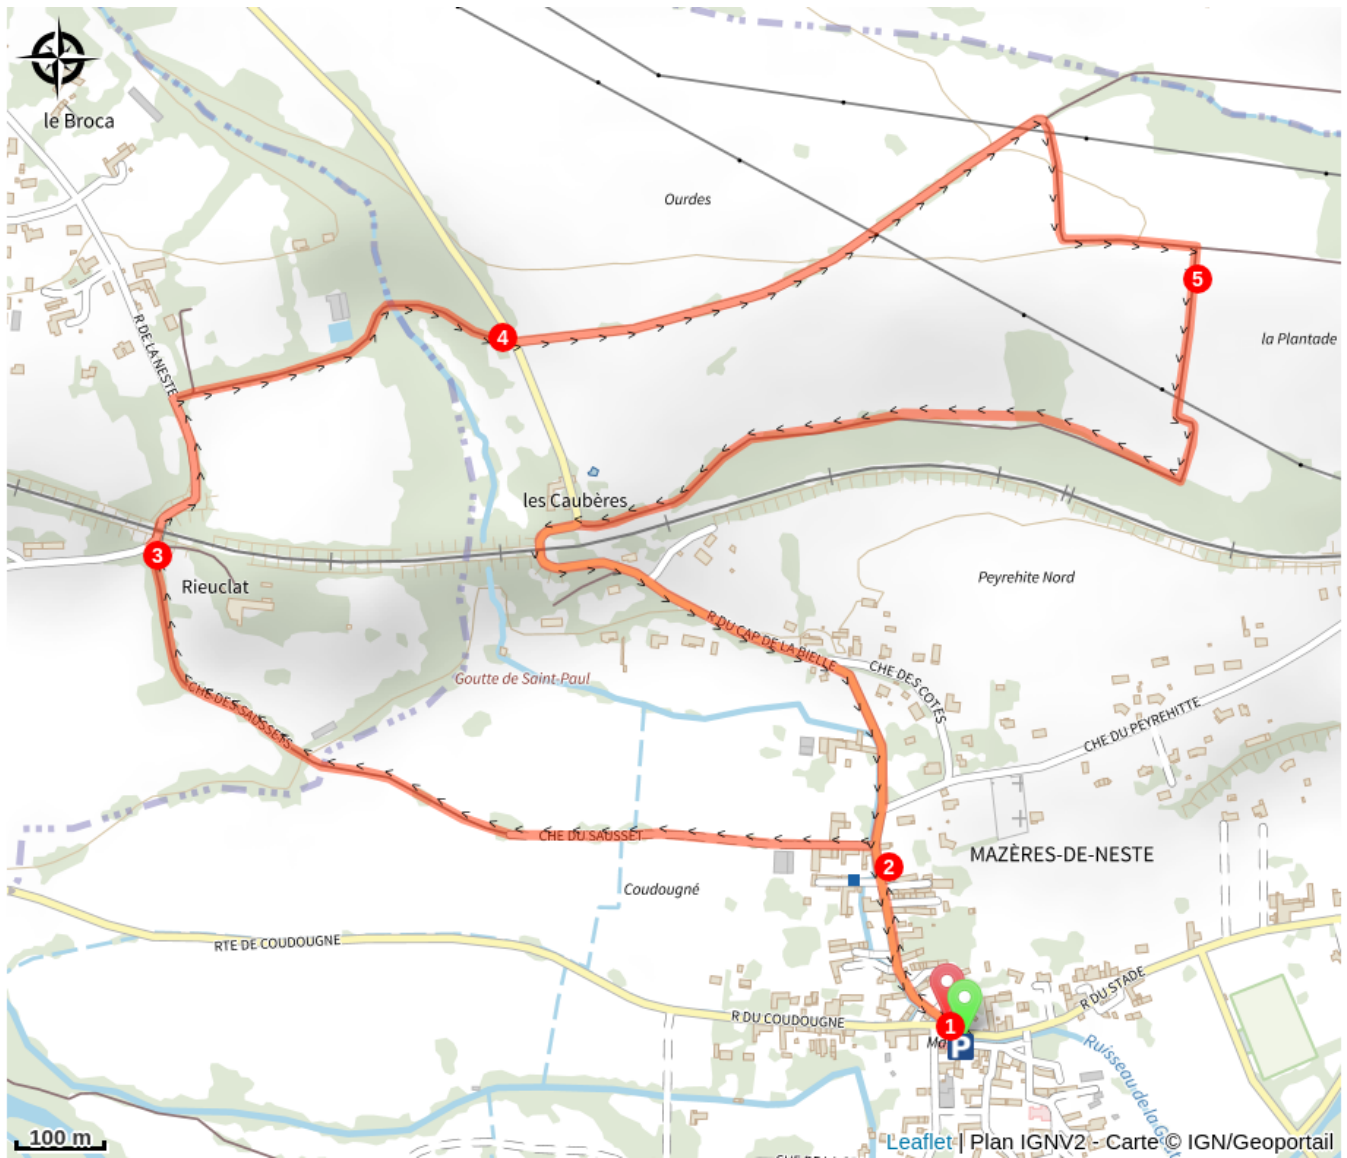 le Broca
Ourdes
5
la Plantade
R DE LA NESTE
4
les Caubères
3
Rieuclat
Peyrehite Nord
R DU CAP DE LA BIELLE
CHE DES COTES
Goutte de Saint-Paul
CHE DES SAUSSETS
CHE DU PEYREHITTE
CHE DU SAUSSET
MAZÈRES-DE-NESTE
2
Coudougné
RTE DE COUDOUGNE
R DU STADE
R DU COUDOUGNE
1
P
Ruisseau de la
100 m
Leaflet | Plan IGNV2 - Carte © IGN/Geoportail